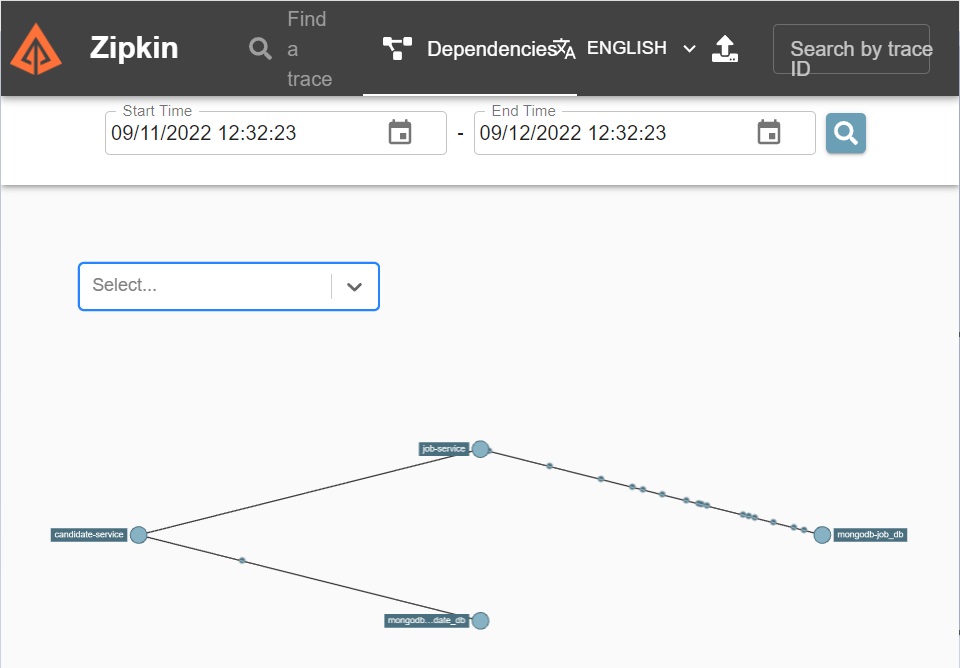 Zipkin
Find
a
trace
Dependencies
ENGLISH
Search by trace
ID
Start Time
09/11/2022 12:32:23
-
End Time
09/12/2022 12:32:23
Select...
job-service
candidate-service
mongodb-job_db
mongodb...date_db